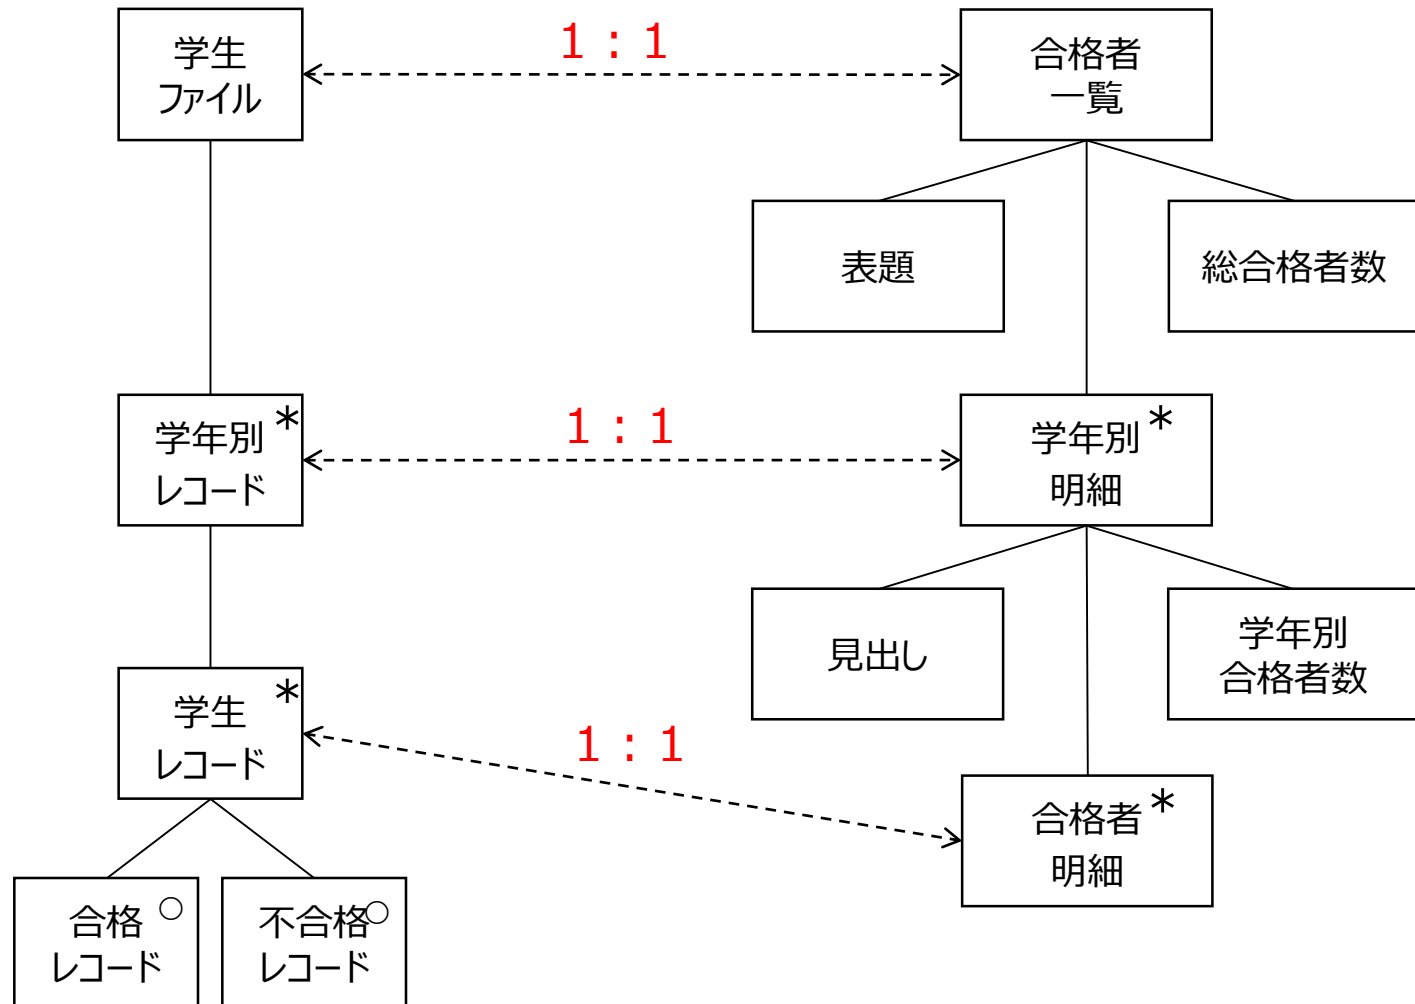 学生
ファイル
1：1
合格者
一覧
表題
総合格者数
学年別 *
レコード
1：1
学年別 *
明細
見出し
学年別
合格者数
学生 *
レコード
1：1
合格者 *
明細
合格 ○
レコード
不合格 ○
レコード